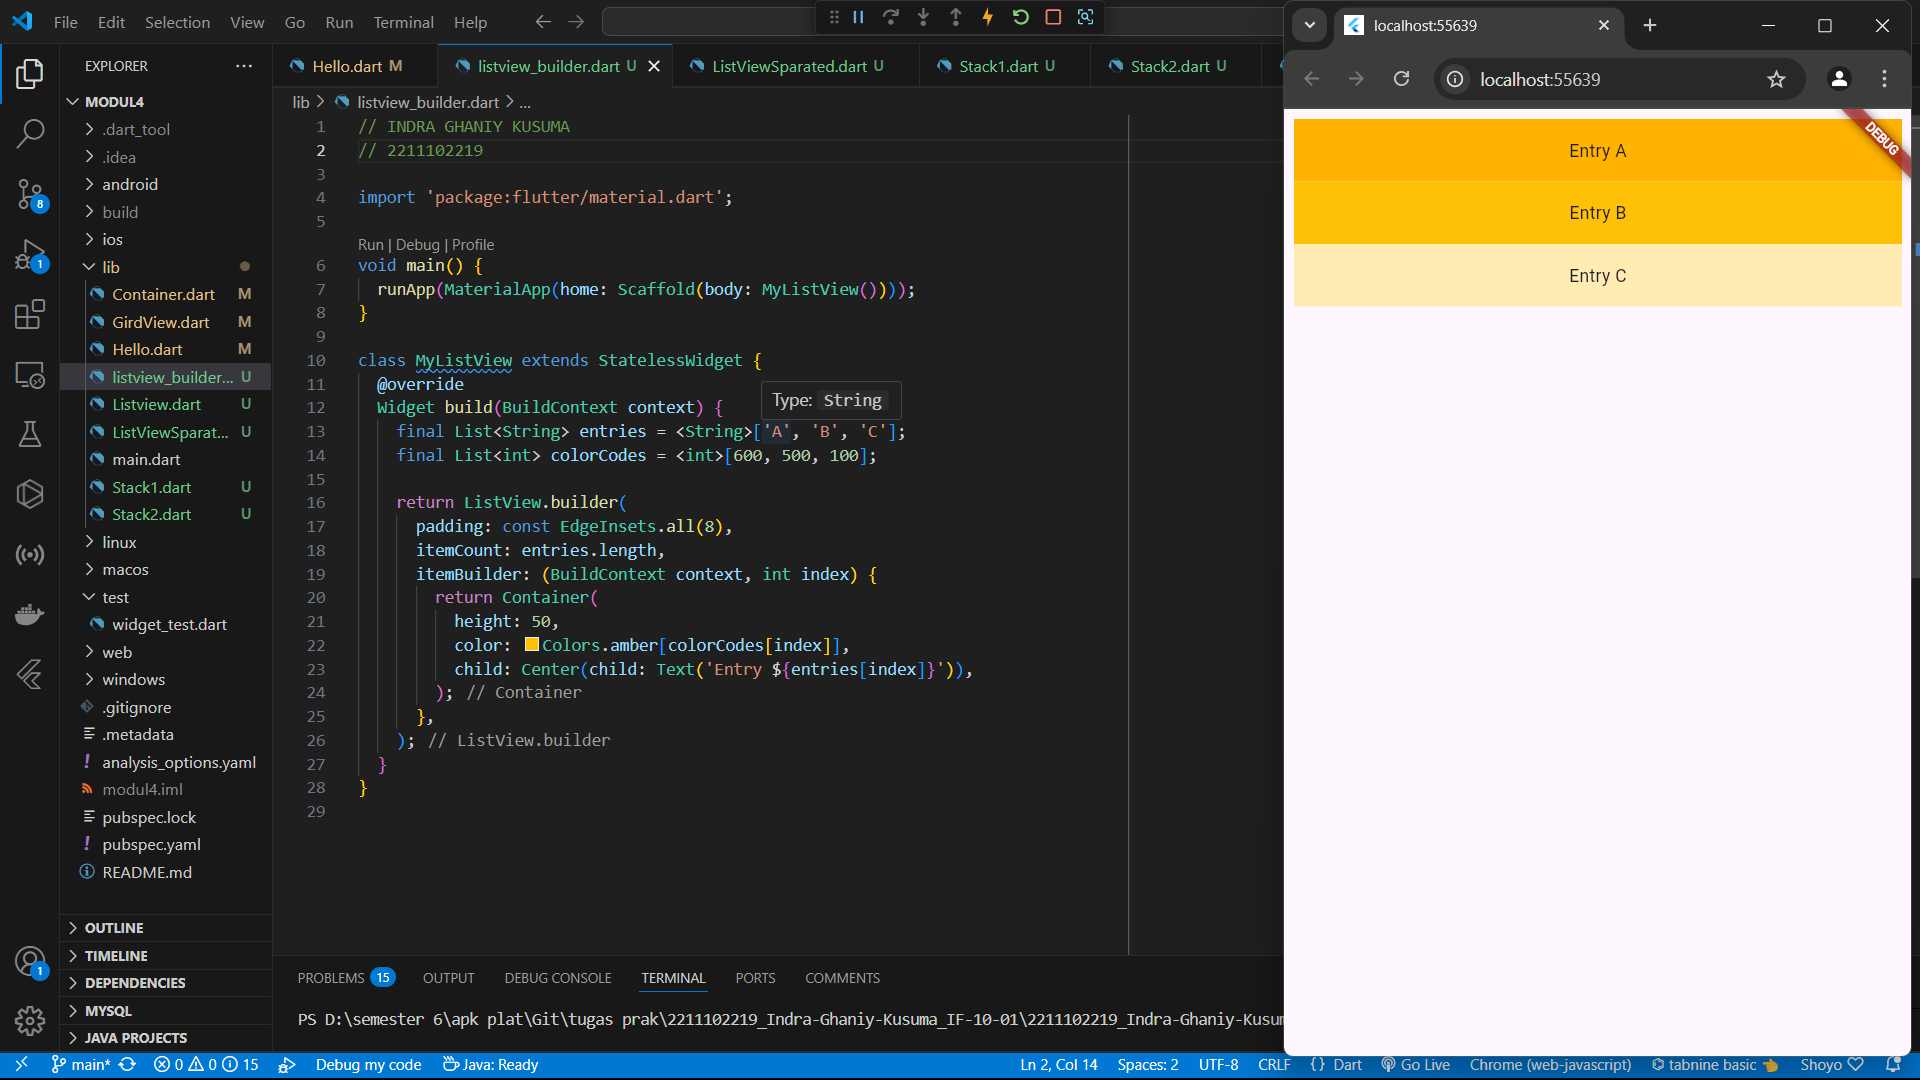 File Edit Selection View Go Run Terminal Help
EXPLORER
MODUL4
.dart_tool
.idea
android
build
ios
lib
Container.dart M
GirdView.dart M
Hello.dart M
listview_builder... U
Listview.dart U
ListViewSparat... U
main.dart
Stack1.dart U
Stack2.dart U
linux
macos
test
widget_test.dart
web
windows
.gitignore
.metadata
analysis_options.yaml
modul4.iml
pubspec.lock
pubspec.yaml
README.md
OUTLINE
TIMELINE
DEPENDENCIES
MYSQL
JAVA PROJECTS
8
1
1
Hello.dart M
listview_builder.dart U
ListViewSparated.dart U
Stack1.dart U
Stack2.dart U
lib > listview_builder.dart > ...
1 // INDRA GHANIY KUSUMA
2 // 2211102219
3
4 import 'package:flutter/material.dart';
5
Run | Debug | Profile
6 void main() {
7 runApp(MaterialApp(home: Scaffold(body: MyListView())));
8 }
9
10 class MyListView extends StatelessWidget {
11 @override
12 Widget build(BuildContext context) {
Type: String
13 final List<String> entries = <String>['A', 'B', 'C'];
14 final List<int> colorCodes = <int>[600, 500, 100];
15
16 return ListView.builder(
17 padding: const EdgeInsets.all(8),
18 itemCount: entries.length,
19 itemBuilder: (BuildContext context, int index) {
20 return Container(
21 height: 50,
22 color: Colors.amber[colorCodes[index]],
23 child: Center(child: Text('Entry ${entries[index]}')),
24 ); // Container
25 },
26 ); // ListView.builder
27 }
28 }
29
PROBLEMS 15 OUTPUT DEBUG CONSOLE TERMINAL PORTS COMMENTS
PS D:\semester 6\apk plat\Git\tugas prak\2211102219_Indra-Ghaniy-Kusuma_IF-10-01\2211102219_Indra-Ghaniy-Kusum
main* 0 0 15 Debug my code Java: Ready Ln 2, Col 14 Spaces: 2 UTF-8 CRLF {} Dart Go Live Chrome (web-javascript) tabnine basic Shoyo
localhost:55639
localhost:55639
DEBUG
Entry A
Entry B
Entry C